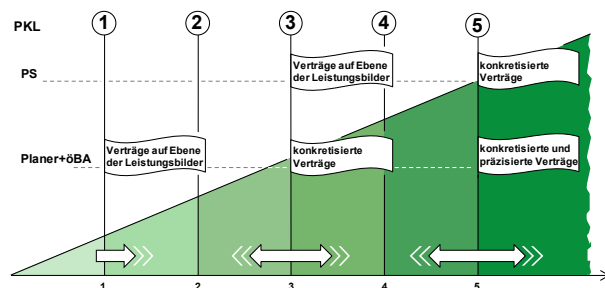 PKL
1 2 3 4 5
PS
Verträge auf Ebene
der Leistungsbilder
konkretisierte
Verträge
Planer+öBA
Verträge auf Ebene
der Leistungsbilder
konkretisierte
Verträge
konkretisierte und
präzisierte Verträge
1 2 3 4 5